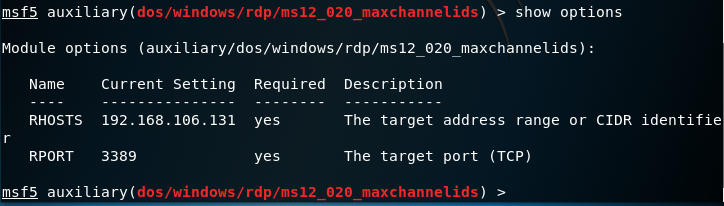 msf5 auxiliary(dos/windows/rdp/ms12_020_maxchannelids) > show options
Module options (auxiliary/dos/windows/rdp/ms12_020_maxchannelids):
Name Current Setting Required Description
---- --------------- -------- -----------
RHOSTS 192.168.106.131 yes The target address range or CIDR identifie
r
RPORT 3389 yes The target port (TCP)
msf5 auxiliary(dos/windows/rdp/ms12_020_maxchannelids) >